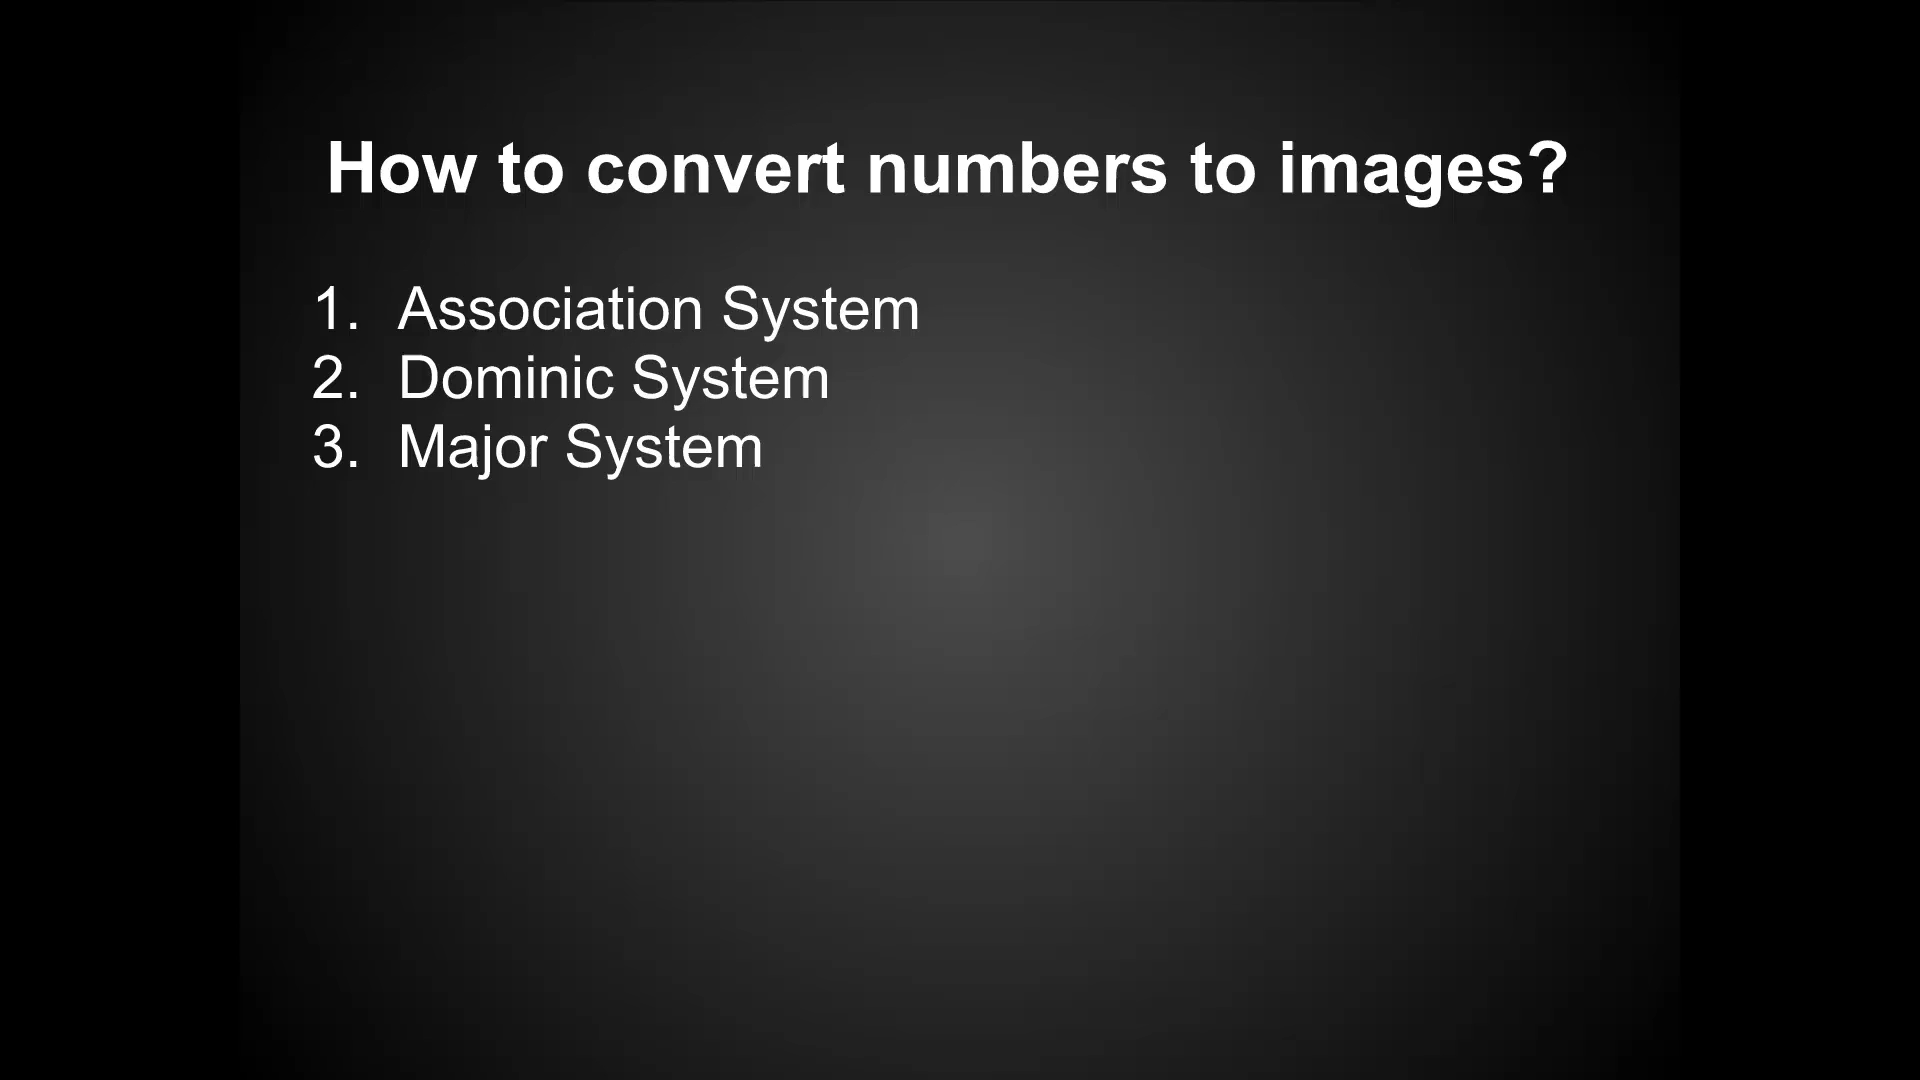 How to convert numbers to images?
1. Association System
2. Dominic System
3. Major System